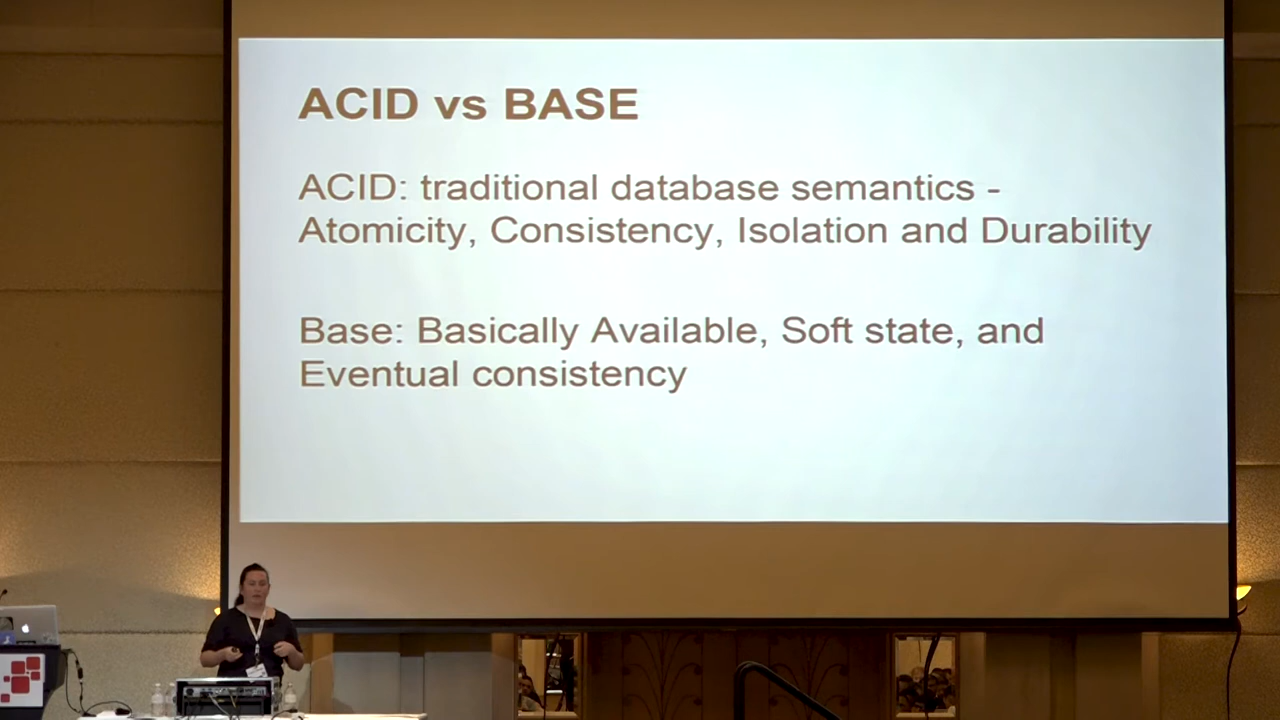 ACID vs BASE
ACID: traditional database semantics -
Atomicity, Consistency, Isolation and Durability
Base: Basically Available, Soft state, and
Eventual consistency